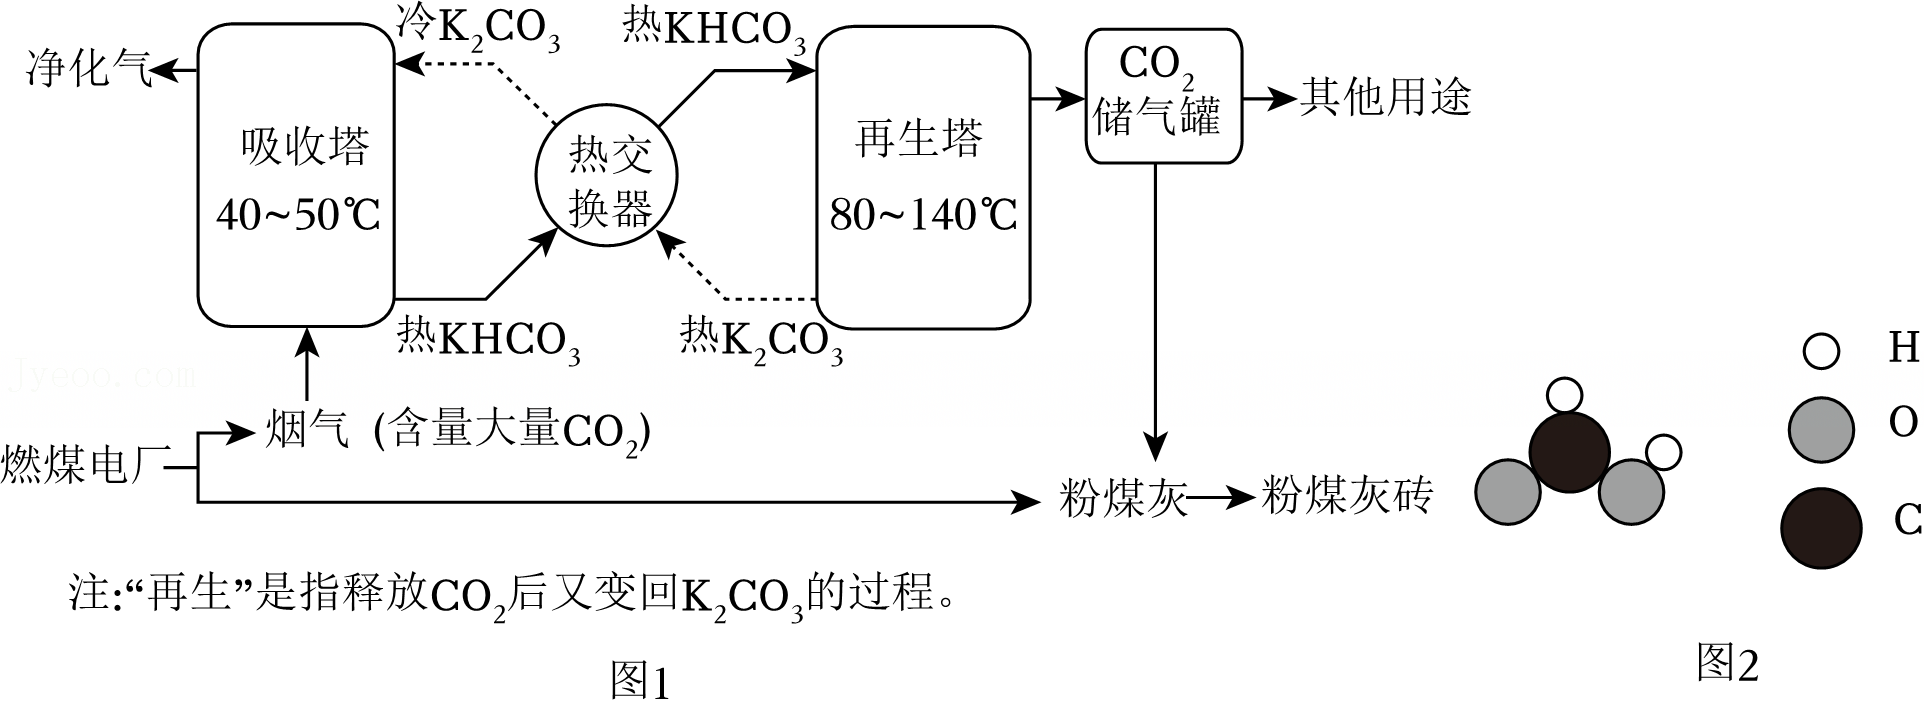 冷K₂CO₃
热KHCO₃
净化气
CO₂
储气罐
其他用途
吸收塔
40~50℃
热交
换器
再生塔
80~140℃
热KHCO₃
热K₂CO₃
Jyeoo.com
烟气 (含量大量CO₂)
燃煤电厂
粉煤灰
粉煤灰砖
H
O
C
注:“再生”是指释放CO₂后又变回K₂CO₃的过程。
图1
图2